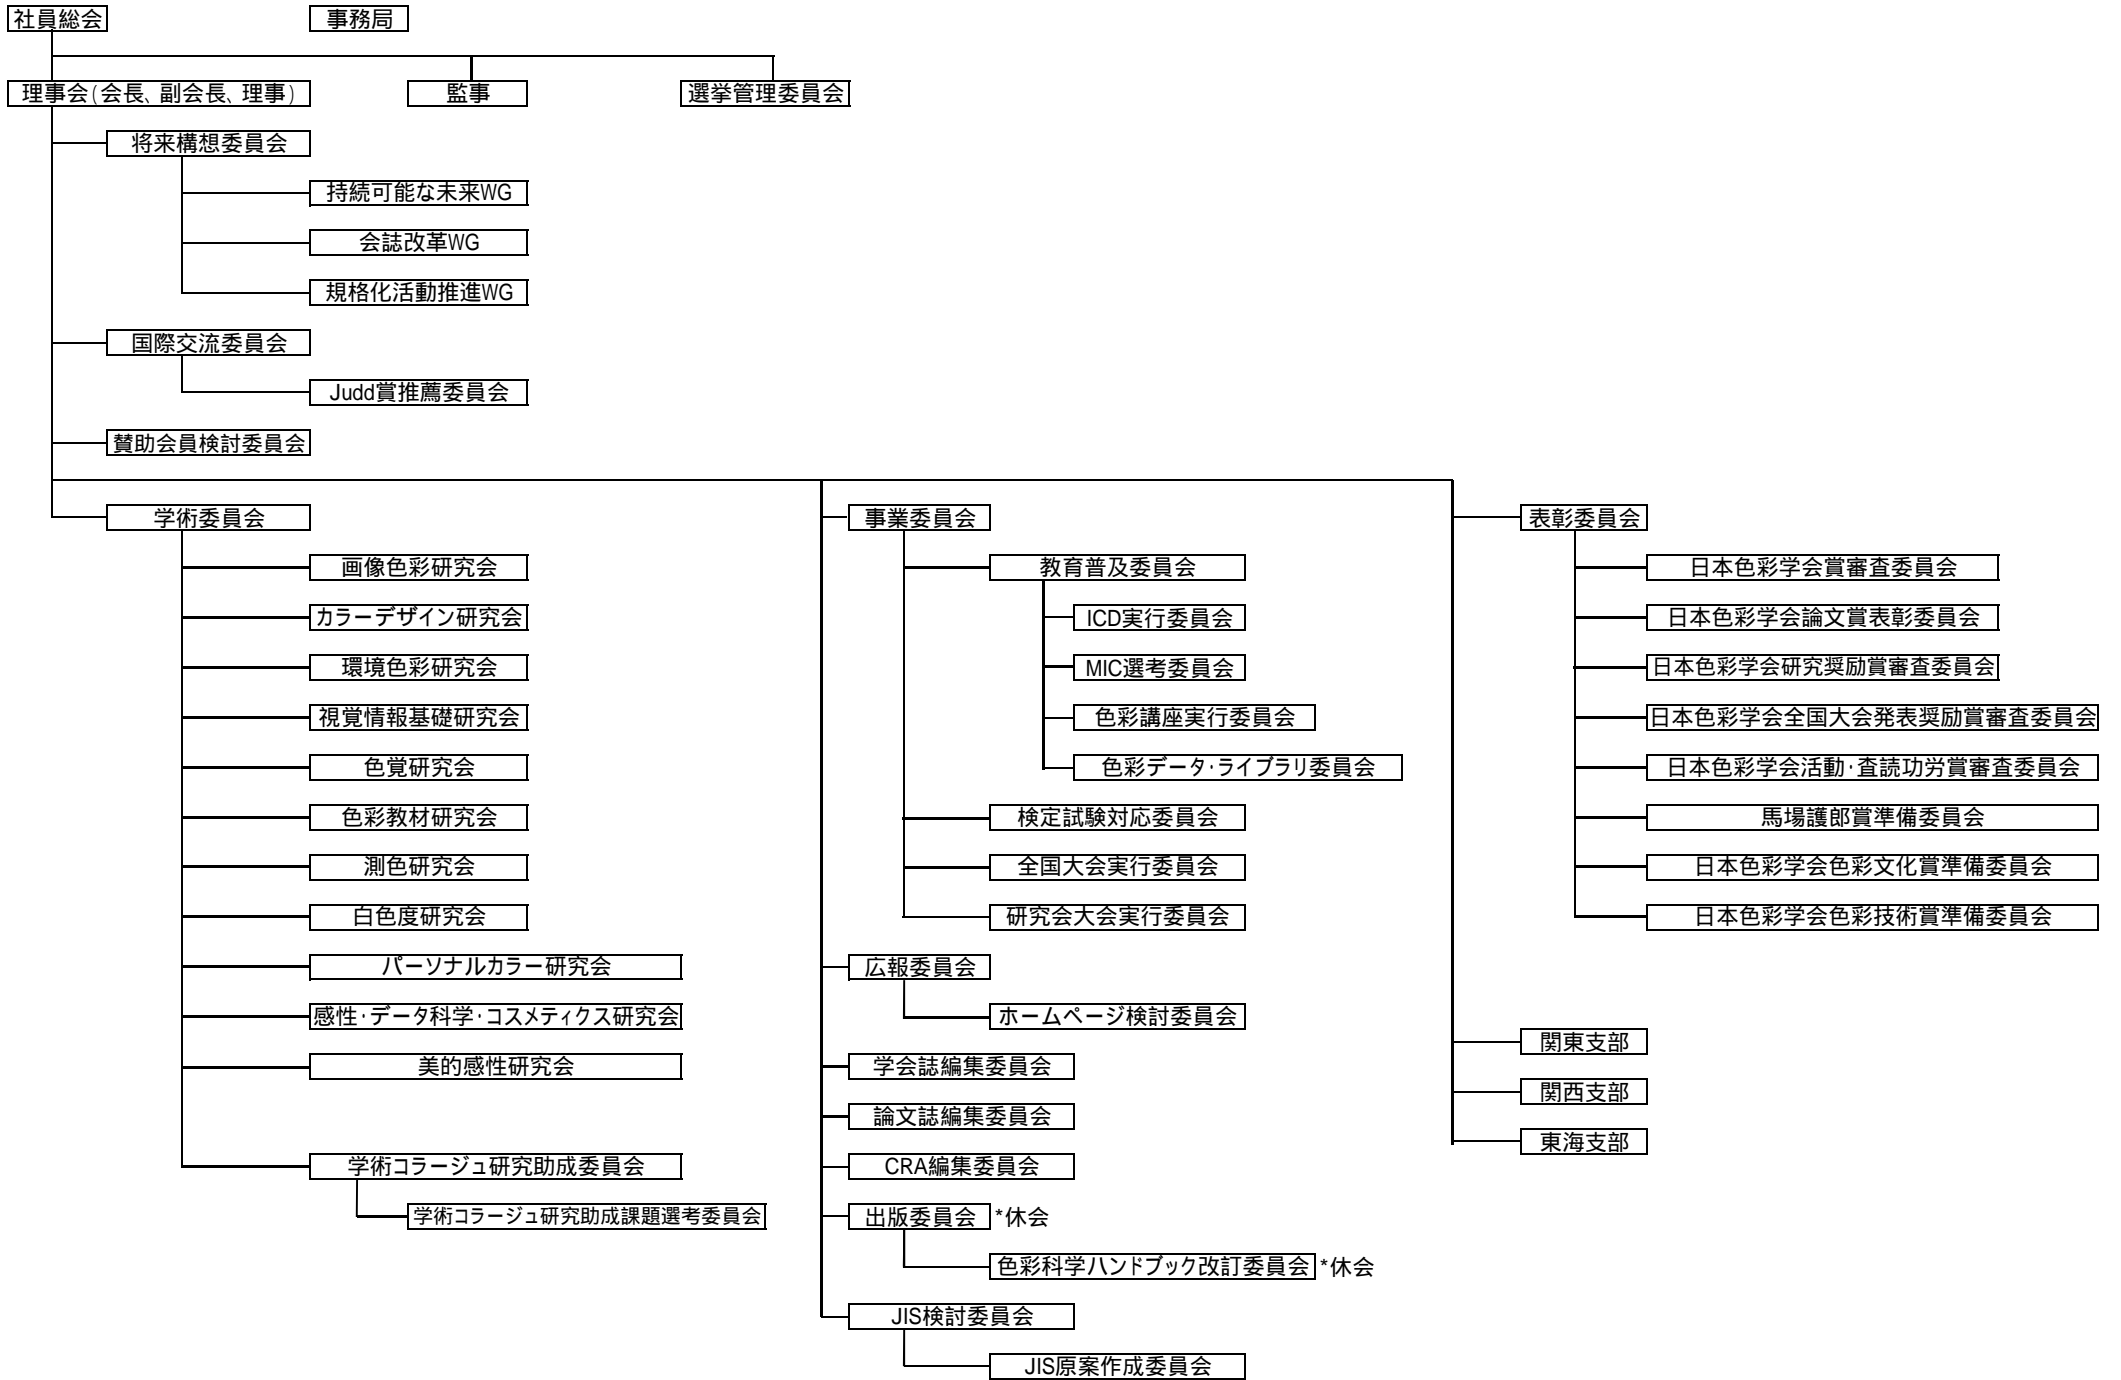 社員総会
事務局
理事会(会長、副会長、理事)
監事
選挙管理委員会
将来構想委員会
持続可能な未来WG
会誌改革WG
規格化活動推進WG
国際交流委員会
Judd賞推薦委員会
賛助会員検討委員会
学術委員会
画像色彩研究会
カラーデザイン研究会
環境色彩研究会
視覚情報基礎研究会
色覚研究会
色彩教材研究会
測色研究会
白色度研究会
パーソナルカラー研究会
感性・データ科学・コスメティクス研究会
美的感性研究会
学術コラージュ研究助成委員会
学術コラージュ研究助成課題選考委員会
事業委員会
教育普及委員会
ICD実行委員会
MIC選考委員会
色彩講座実行委員会
色彩データ・ライブラリ委員会
検定試験対応委員会
全国大会実行委員会
研究会大会実行委員会
広報委員会
ホームページ検討委員会
学会誌編集委員会
論文誌編集委員会
CRA編集委員会
出版委員会 *休会
色彩科学ハンドブック改訂委員会 *休会
JIS検討委員会
JIS原案作成委員会
表彰委員会
日本色彩学会賞審査委員会
日本色彩学会論文賞表彰委員会
日本色彩学会研究奨励賞審査委員会
日本色彩学会全国大会発表奨励賞審査委員会
日本色彩学会活動・査読功労賞審査委員会
馬場護郎賞準備委員会
日本色彩学会色彩文化賞準備委員会
日本色彩学会色彩技術賞準備委員会
関東支部
関西支部
東海支部